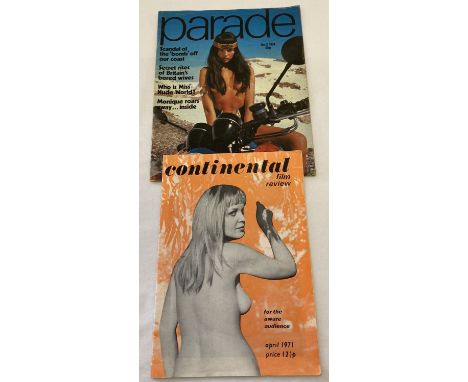 parade
Scandal of
the 'bomb' off
our coast
Secret rites
of Britain's
bored wives
Who is Miss
Nude World?
Monique roars
away... inside
continental
film
review
for the
aware
audience
april 1971
price 12½p